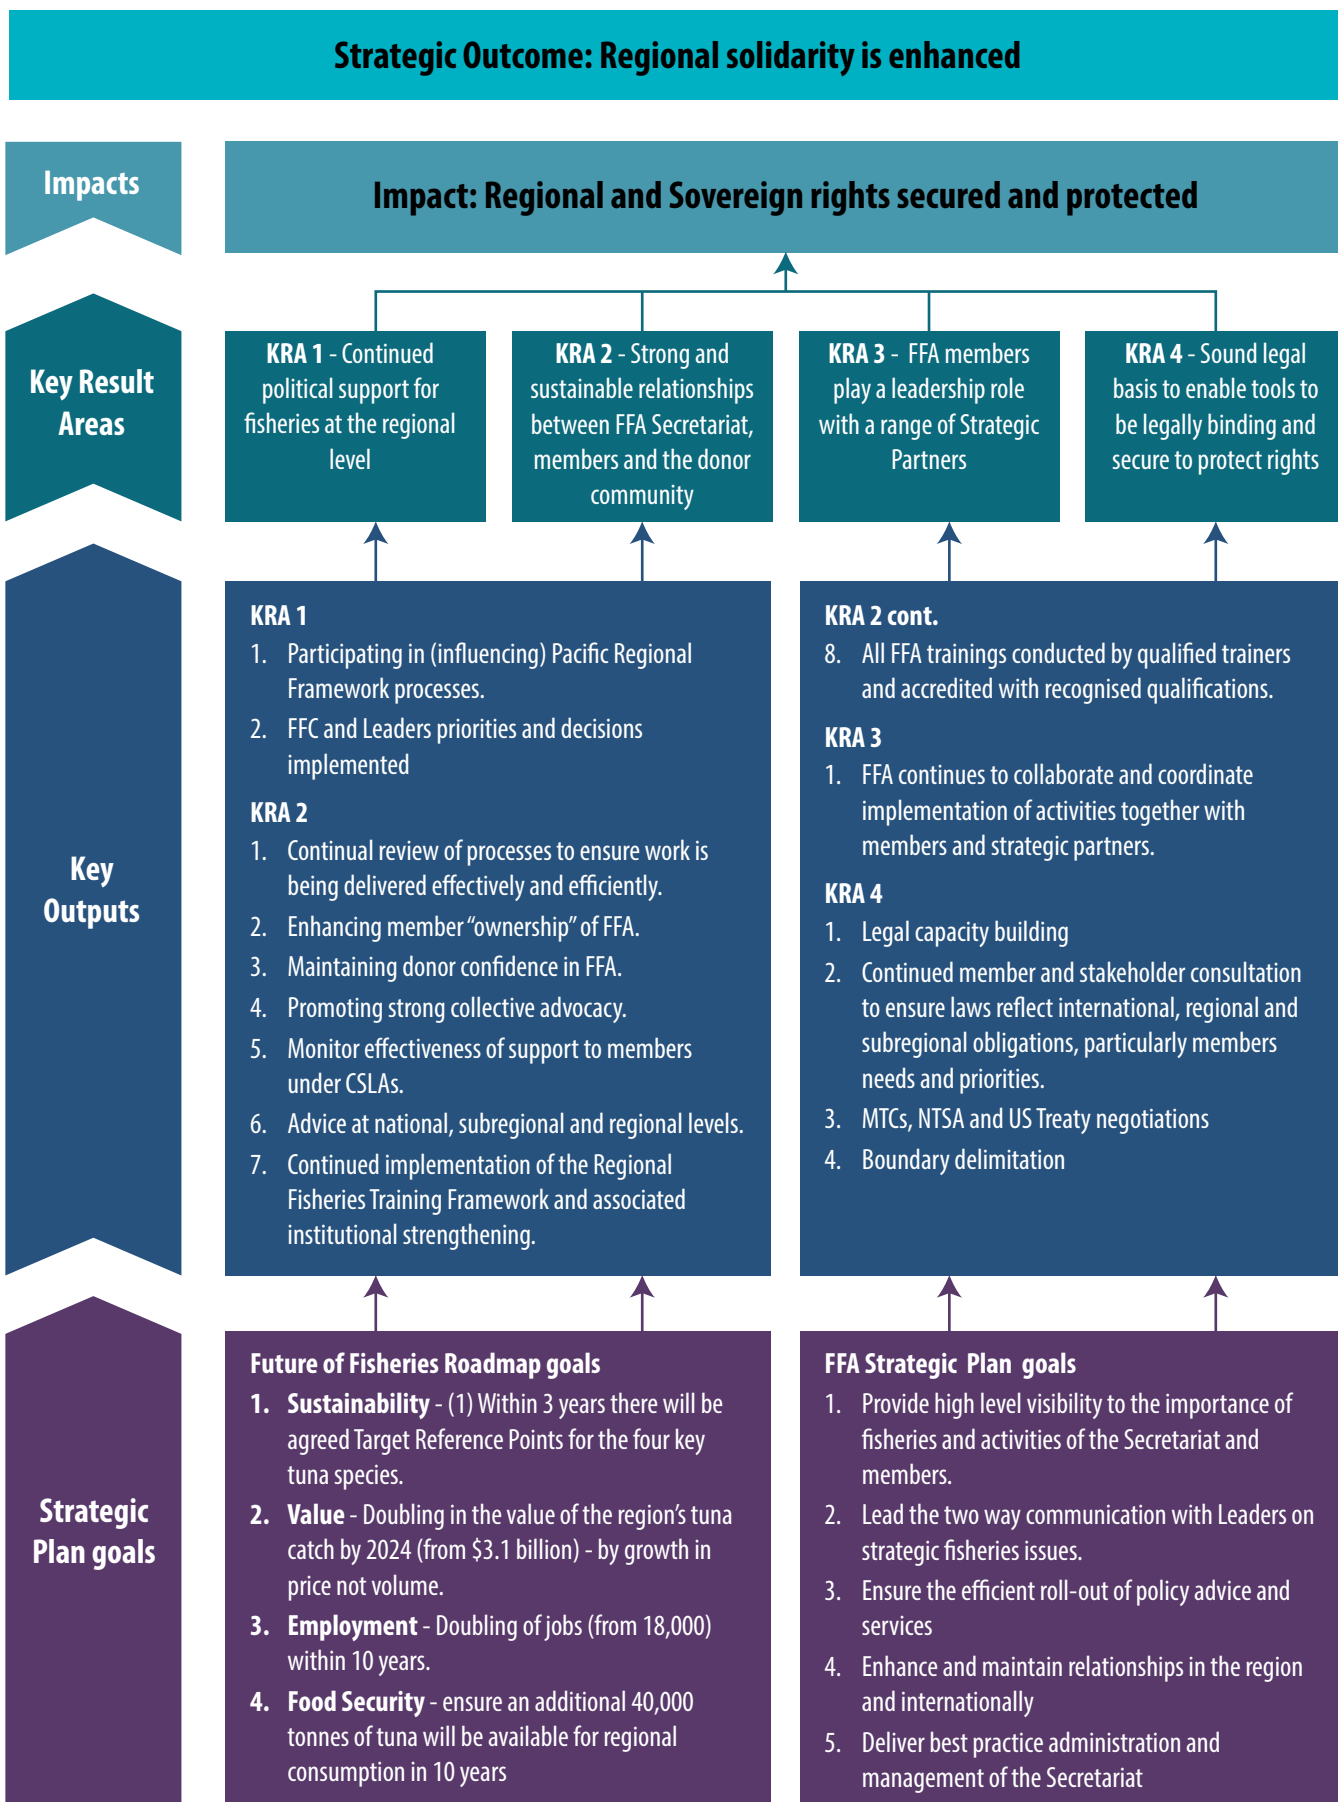 Strategic Outcome: Regional solidarity is enhanced
Impacts
Impact: Regional and Sovereign rights secured and protected
Key Result
Areas
KRA 1 - Continued
political support for
fisheries at the regional
level
KRA 2 - Strong and
sustainable relationships
between FFA Secretariat,
members and the donor
community
KRA 3 - FFA members
play a leadership role
with a range of Strategic
Partners
KRA 4 - Sound legal
basis to enable tools to
be legally binding and
secure to protect rights
Key
Outputs
KRA 1
1. Participating in (influencing) Pacific Regional
Framework processes.
2. FFC and Leaders priorities and decisions
implemented
KRA 2
1. Continual review of processes to ensure work is
being delivered effectively and efficiently.
2. Enhancing member “ownership” of FFA.
3. Maintaining donor confidence in FFA.
4. Promoting strong collective advocacy.
5. Monitor effectiveness of support to members
under CSLAs.
6. Advice at national, subregional and regional levels.
7. Continued implementation of the Regional
Fisheries Training Framework and associated
institutional strengthening.
KRA 2 cont.
8. All FFA trainings conducted by qualified trainers
and accredited with recognised qualifications.
KRA 3
1. FFA continues to collaborate and coordinate
implementation of activities together with
members and strategic partners.
KRA 4
1. Legal capacity building
2. Continued member and stakeholder consultation
to ensure laws reflect international, regional and
subregional obligations, particularly members
needs and priorities.
3. MTCs, NTSA and US Treaty negotiations
4. Boundary delimitation
Strategic
Plan goals
Future of Fisheries Roadmap goals
1. Sustainability - (1) Within 3 years there will be
agreed Target Reference Points for the four key
tuna species.
2. Value - Doubling in the value of the region’s tuna
catch by 2024 (from $3.1 billion) - by growth in
price not volume.
3. Employment - Doubling of jobs (from 18,000)
within 10 years.
4. Food Security - ensure an additional 40,000
tonnes of tuna will be available for regional
consumption in 10 years
FFA Strategic Plan goals
1. Provide high level visibility to the importance of
fisheries and activities of the Secretariat and
members.
2. Lead the two way communication with Leaders on
strategic fisheries issues.
3. Ensure the efficient roll-out of policy advice and
services
4. Enhance and maintain relationships in the region
and internationally
5. Deliver best practice administration and
management of the Secretariat